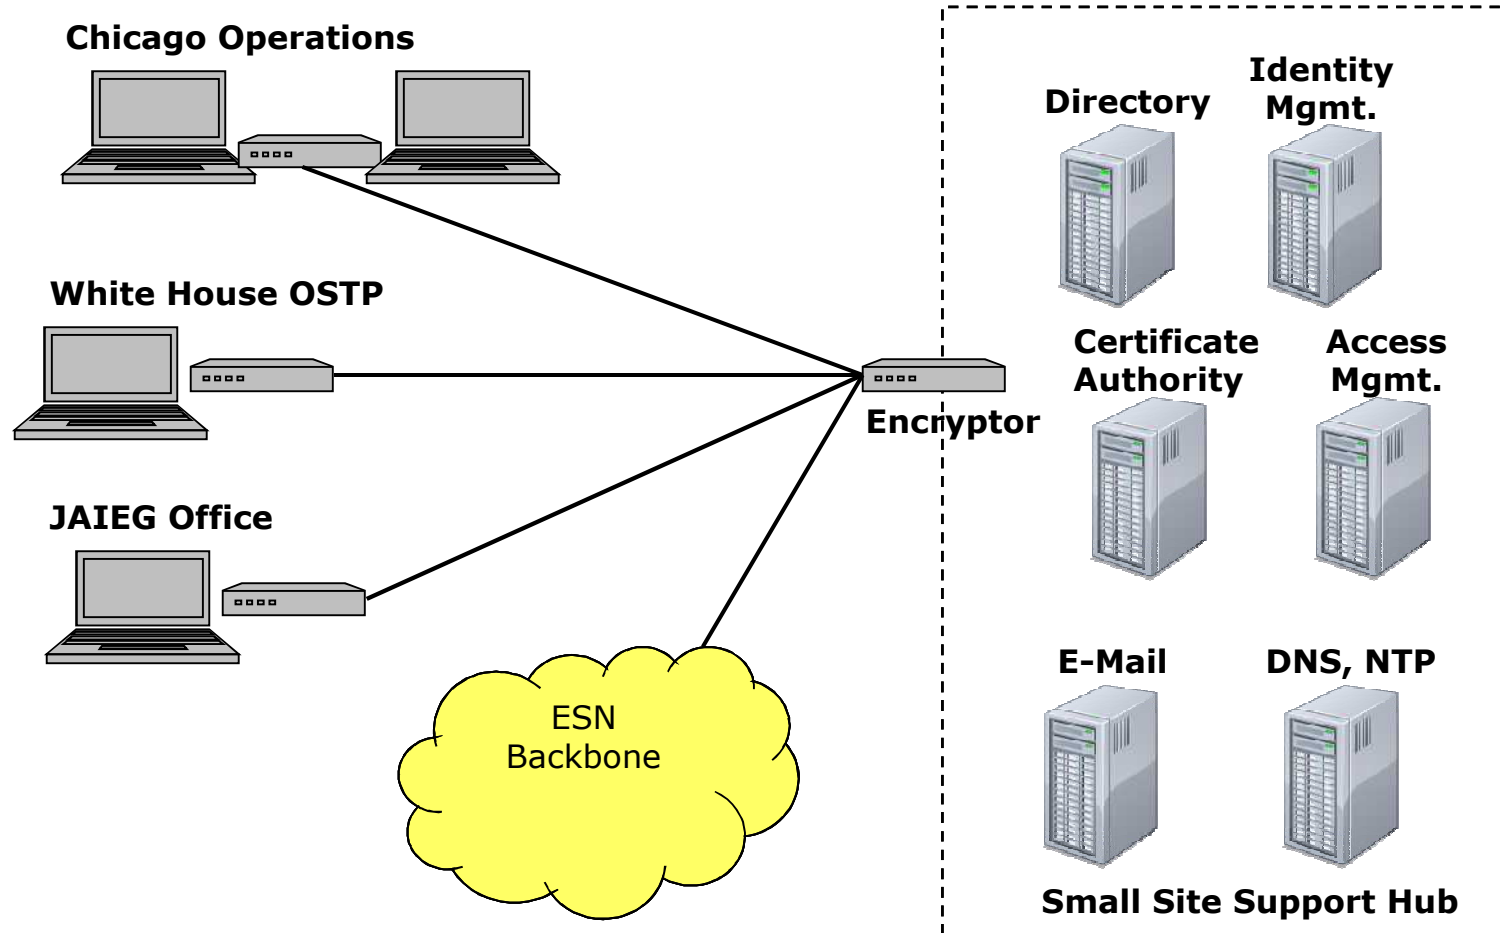 Chicago Operations
White House OSTP
JAIEG Office
ESN
Backbone
Encryptor
Directory
Identity
Mgmt.
Certificate
Authority
Access
Mgmt.
E-Mail
DNS, NTP
Small Site Support Hub